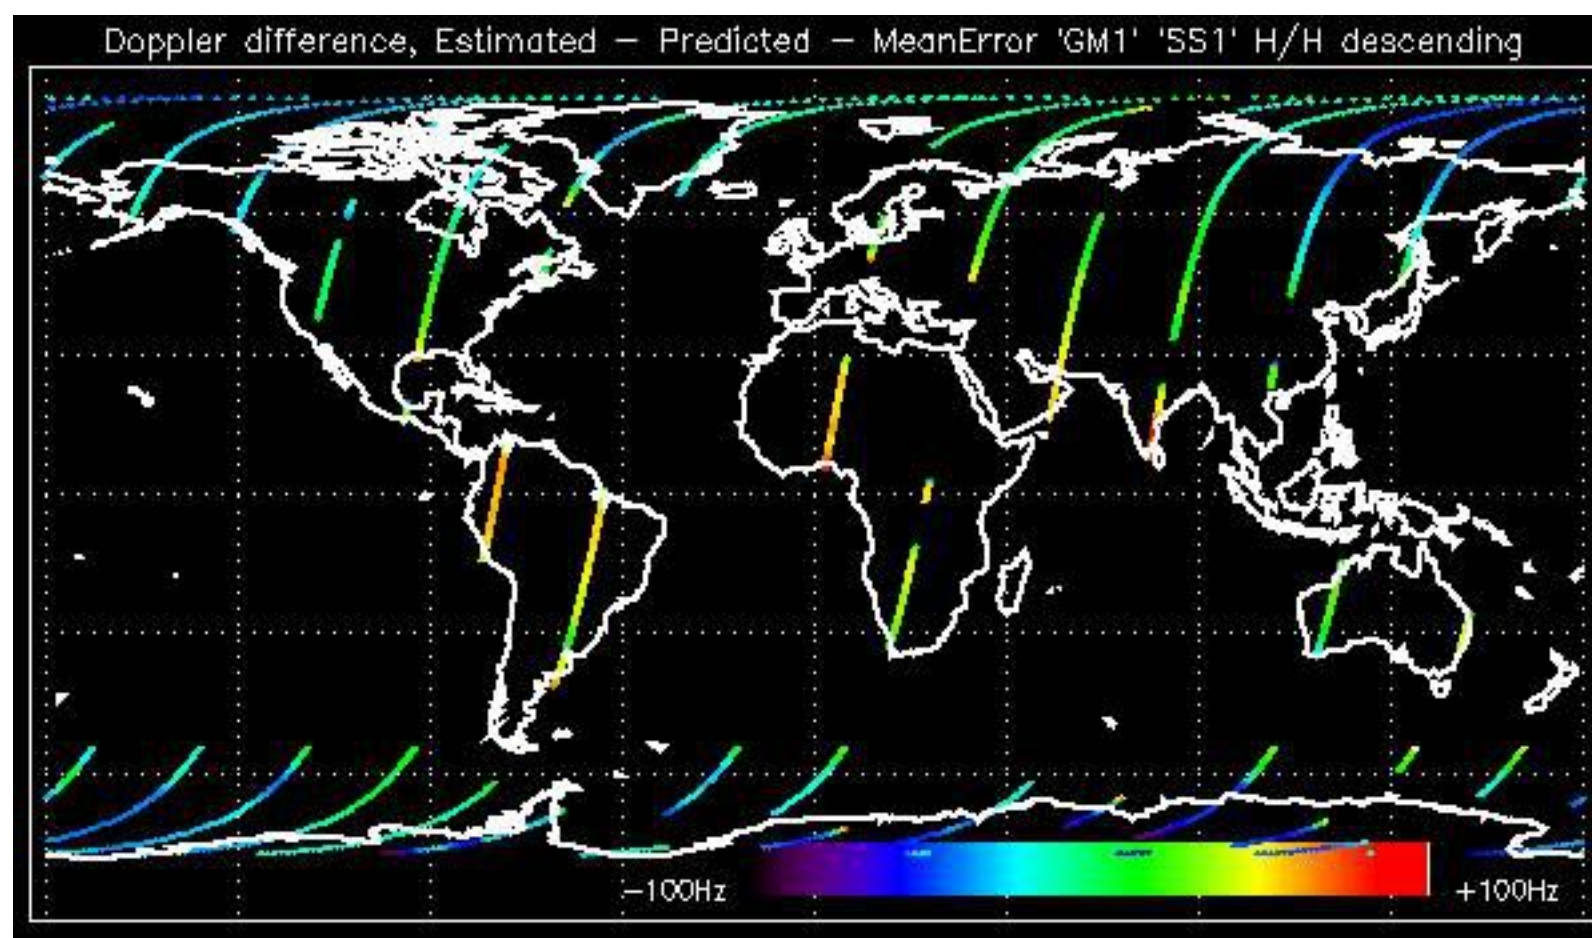 Doppler difference, Estimated – Predicted – MeanError 'GM1' 'SS1' H/H descending
–100Hz
+100Hz